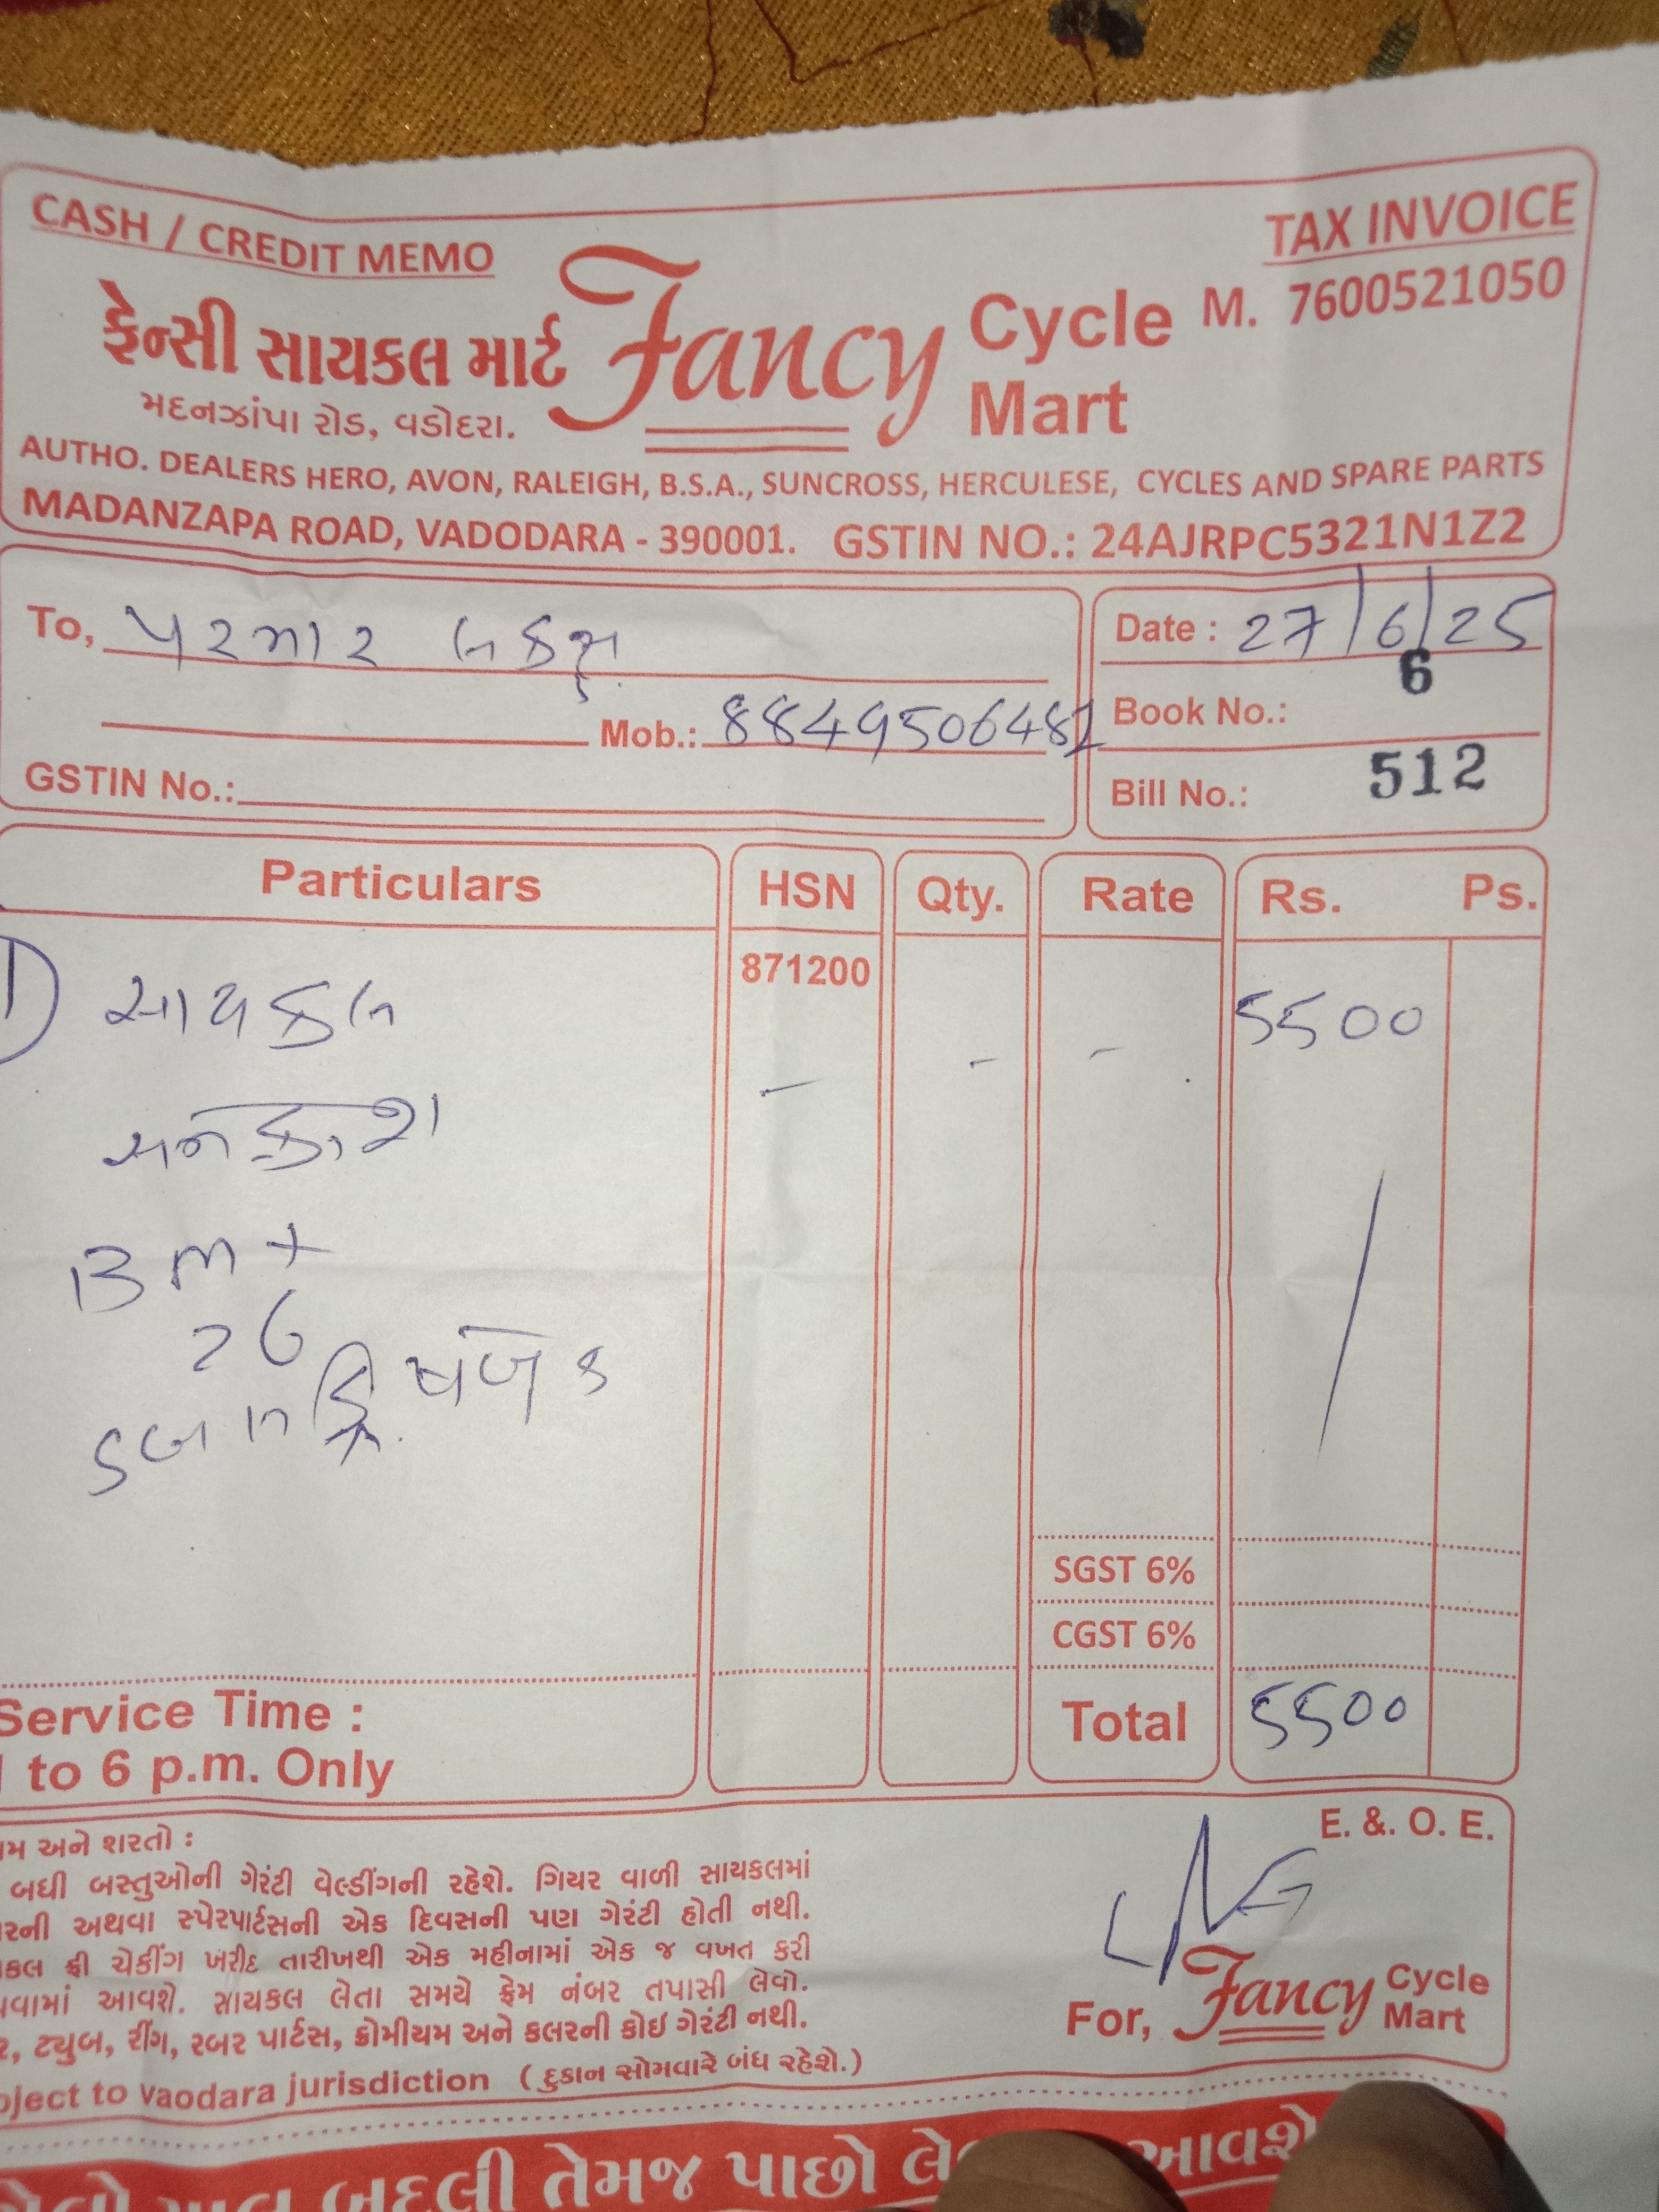 CASH / CREDIT MEMO
TAX INVOICE
ફેન્સી સાયકલ માર્ટ Fancy Cycle Mart M. 7600521050
મદનઝાંપા રોડ, વડોદરા.
AUTHO. DEALERS HERO, AVON, RALEIGH, B.S.A., SUNCROSS, HERCULESE, CYCLES AND SPARE PARTS
MADANZAPA ROAD, VADODARA - 390001. GSTIN NO.: 24AJRPC5321N1Z2
To, પરમાર
Date : 27/6/25
Mob.: 8849506482
Book No.: 6
GSTIN No.:
Bill No.: 512
Particulars HSN Qty. Rate Rs. Ps.
871200
1) સાયકલ - - - 5500
સનક્રોશ
BMX
26
ડબલ
SGST 6%
CGST 6%
Service Time :
to 6 p.m. Only
Total 5500
અને શરતો :
બધી બસ્તુઓની ગેરંટી વેલ્ડીંગની રહેશે. ગિયર વાળી સાયકલમાં
અથવા સ્પેરપાર્ટસની એક દિવસની પણ ગેરંટી હોતી નથી.
ફ્રી ચેકીંગ ખરીદ તારીખથી એક મહીનામાં એક જ વખત કરી
આવશે. સાયકલ લેતા સમયે ફ્રેમ નંબર તપાસી લેવો.
ટ્યુબ, રીંગ, રબર પાર્ટસ, ક્રોમીયમ અને કલરની કોઇ ગેરંટી નથી.
to vaodara jurisdiction (દુકાન સોમવારે બંધ રહેશે.)
E. &. O. E.
For, Fancy Cycle Mart
બદલી તેમજ પાછો આવશે